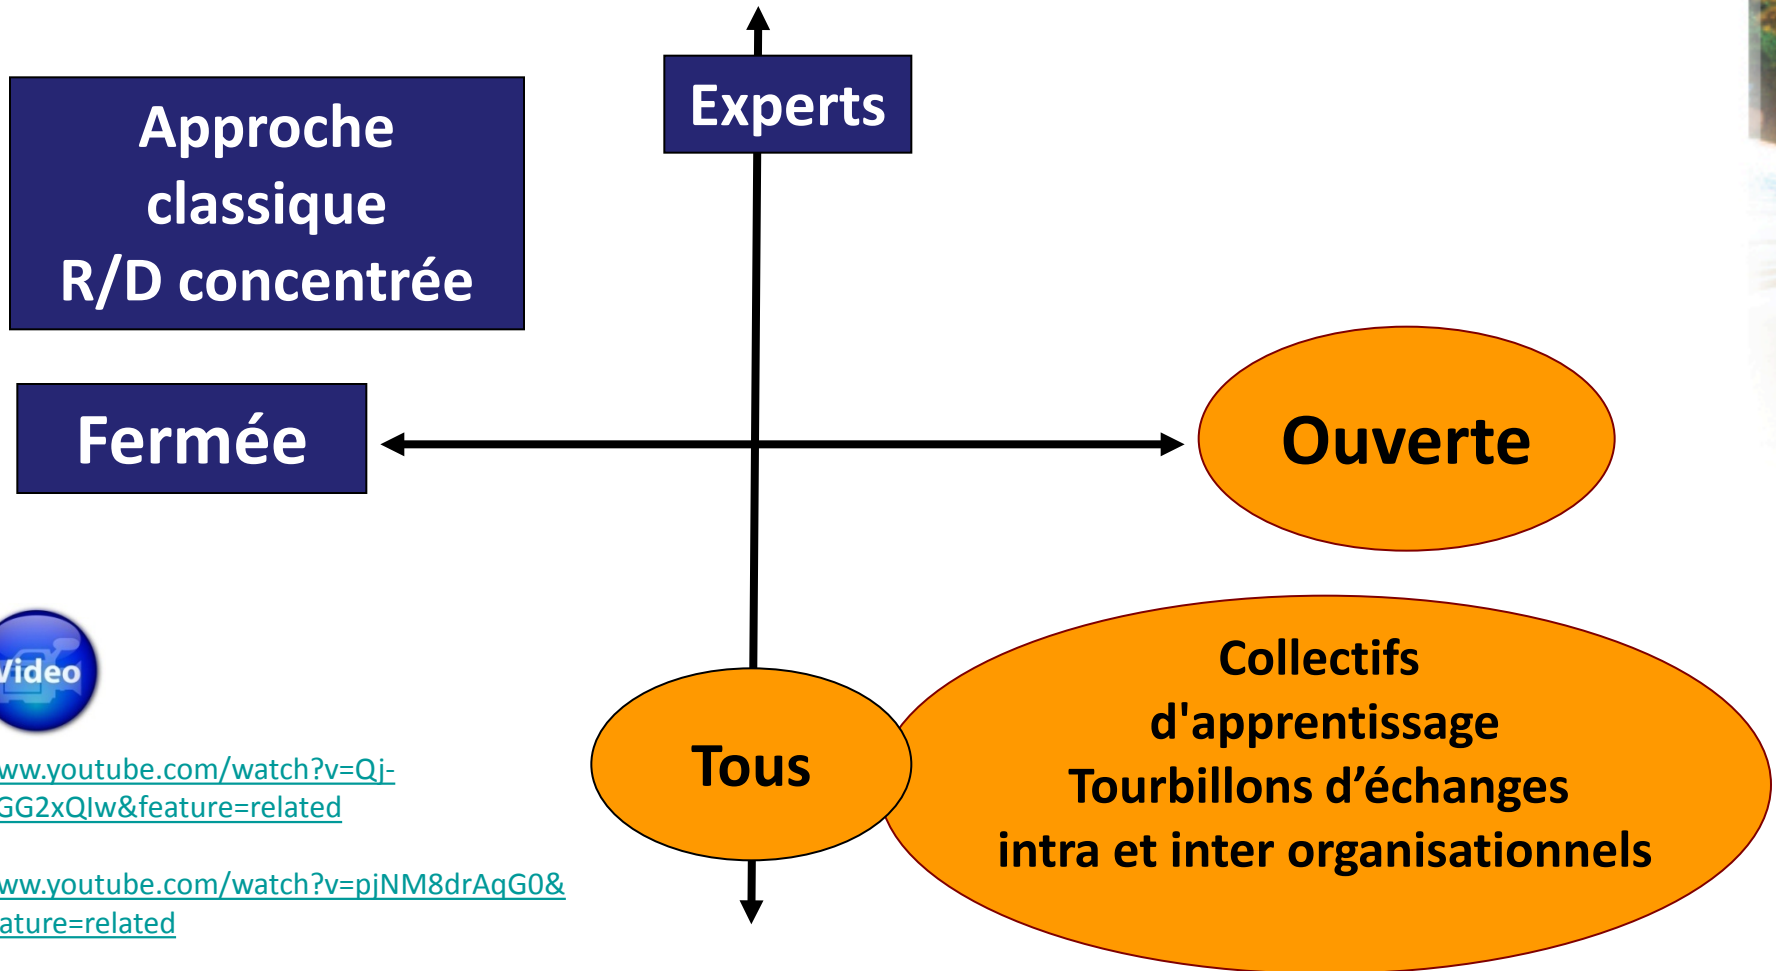 Experts
Approche
classique
R/D concentrée
Fermée
Ouverte
Video
ww.youtube.com/watch?v=Qj-
GG2xQIw&feature=related
ww.youtube.com/watch?v=pjNM8drAqG0&
ature=related
Tous
Collectifs
d'apprentissage
Tourbillons d’échanges
intra et inter organisationnels